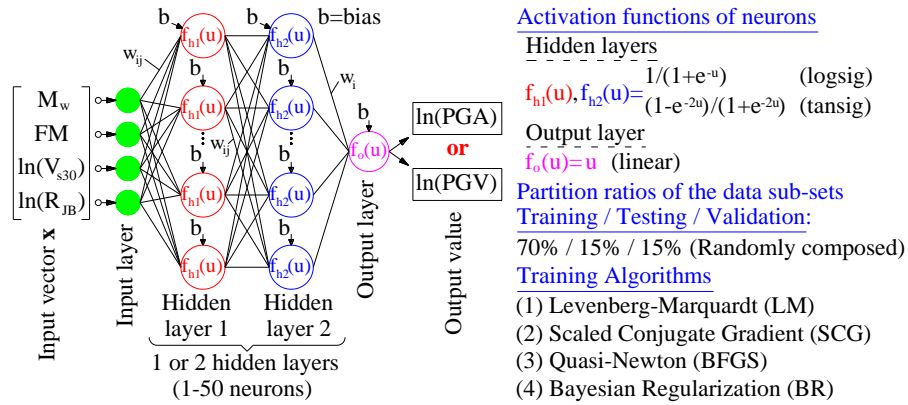 b
b
b=bias
f_h1(u)
f_h2(u)
w_ij
b
b
w_i
M_w
FM
ln(V_s30)
ln(R_JB)
f_h1(u)
f_h2(u)
w_ij
b
b
b
f_o(u)
ln(PGA)
or
ln(PGV)
f_h1(u)
f_h2(u)
b
b
f_h1(u)
f_h2(u)
Input vector x
Input layer
Hidden
layer 1
Hidden
layer 2
Output layer
Output value
1 or 2 hidden layers
(1-50 neurons)
Activation functions of neurons
Hidden layers
f_h1(u),f_h2(u)=
1/(1+e^-u) (logsig)
(1-e^-2u)/(1+e^-2u) (tansig)
Output layer
f_o(u)=u (linear)
Partition ratios of the data sub-sets
Training / Testing / Validation:
70% / 15% / 15% (Randomly composed)
Training Algorithms
(1) Levenberg-Marquardt (LM)
(2) Scaled Conjugate Gradient (SCG)
(3) Quasi-Newton (BFGS)
(4) Bayesian Regularization (BR)